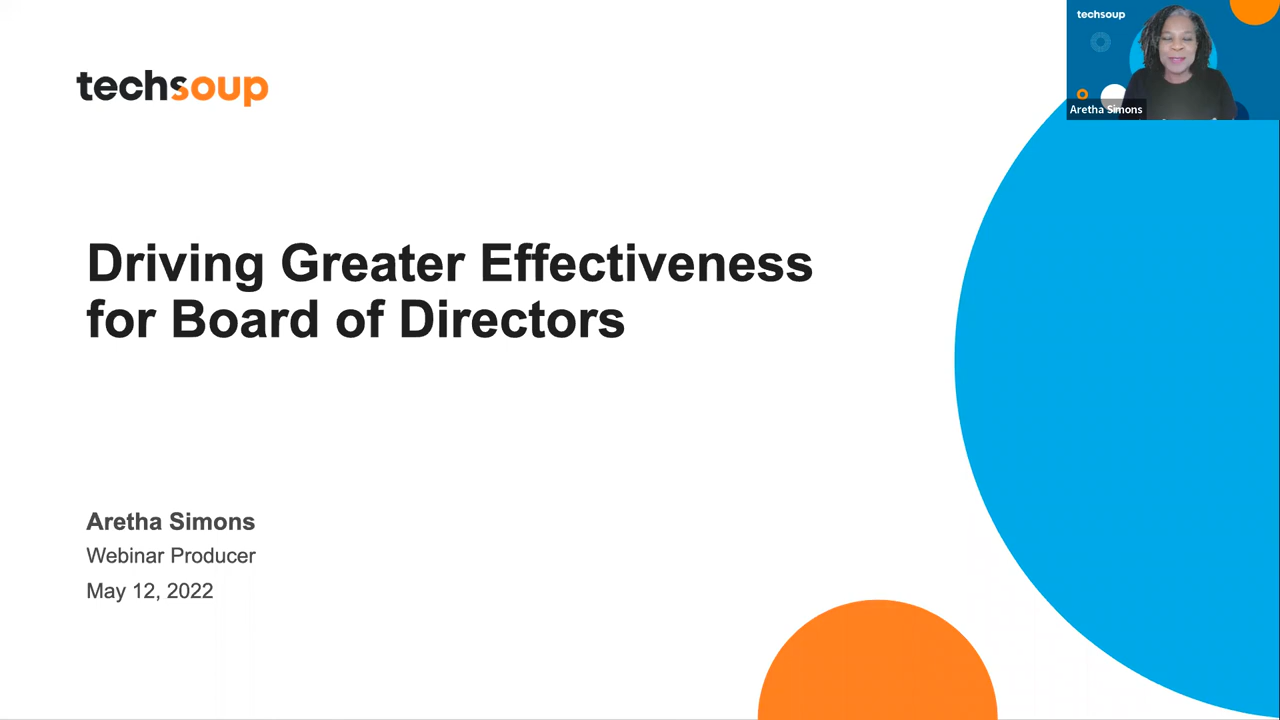 techsoup
techsoup
Aretha Simons
Driving Greater Effectiveness
for Board of Directors
Aretha Simons
Webinar Producer
May 12, 2022